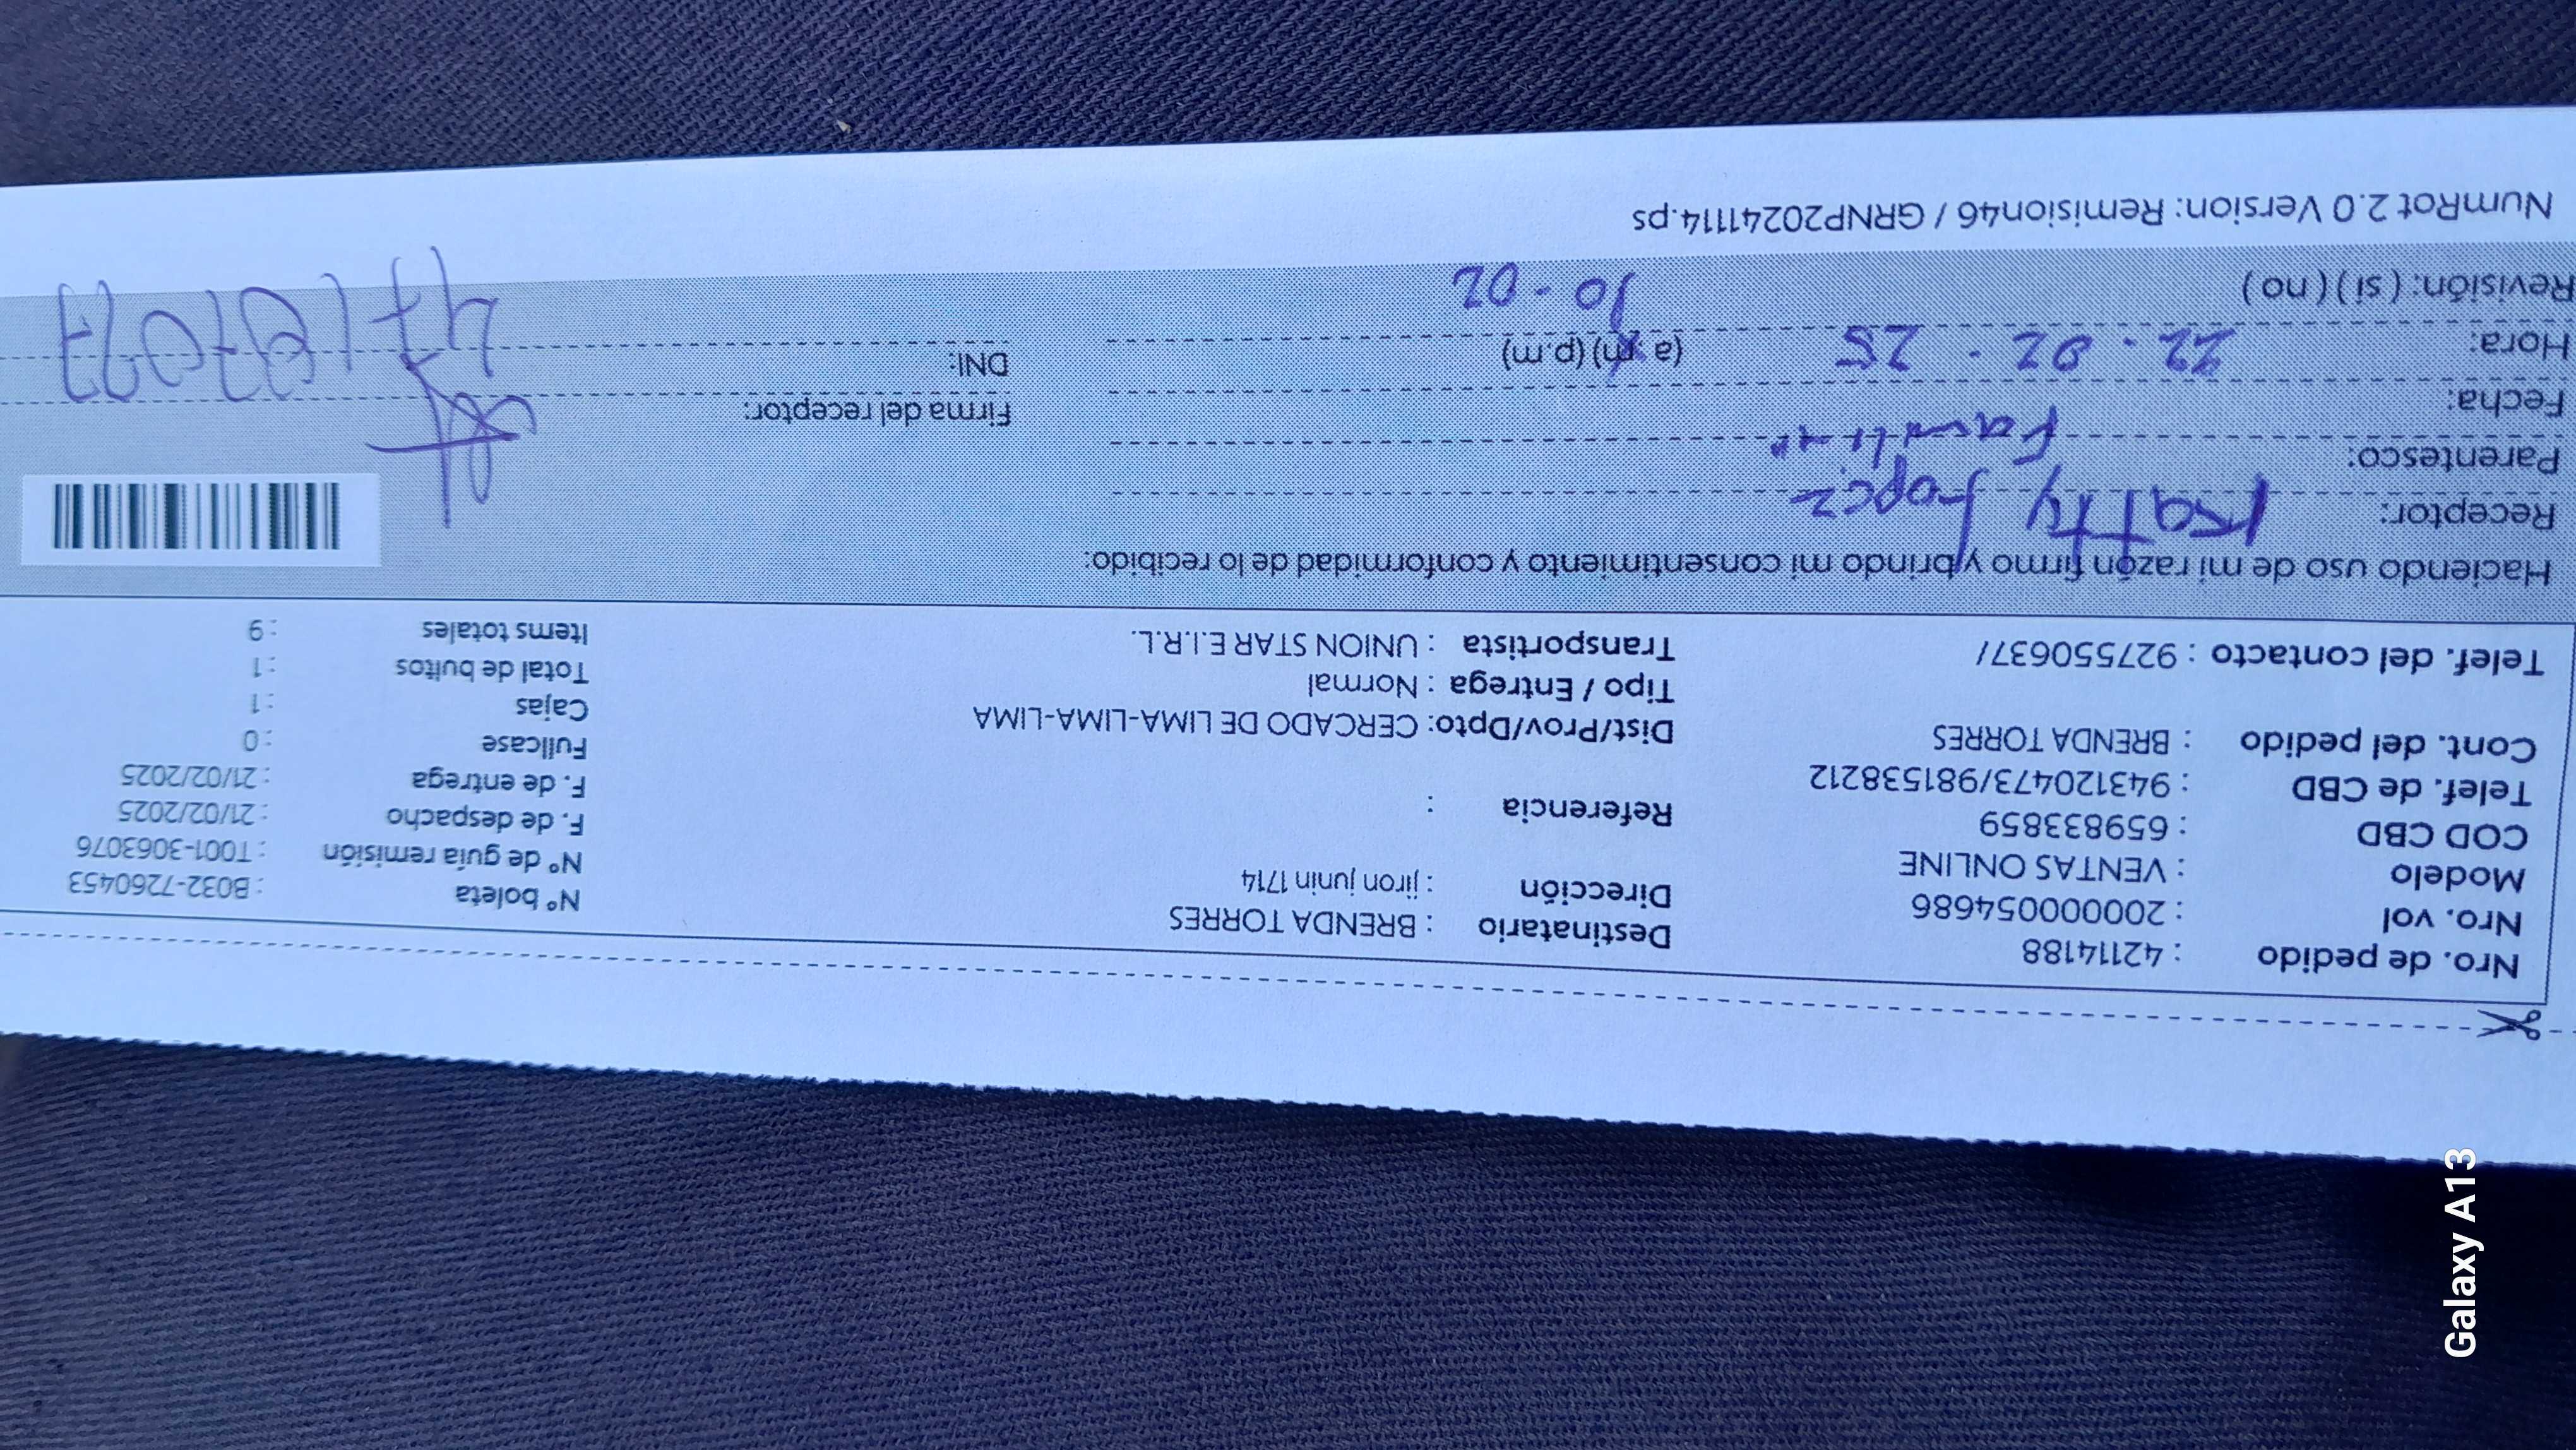 Nro. de pedido : 42114188
Nro. vol : 20000054686
Modelo : VENTAS ONLINE
COD CBD : 659833859
Telef. de CBD : 943120473/981538212
Cont. del pedido : BRENDA TORRES
Telef. del contacto : 927550637/
Destinatario : BRENDA TORRES
Dirección : jiron junin 1714
Referencia :
Dist/Prov/Dpto: CERCADO DE LIMA-LIMA-LIMA
Tipo / Entrega : Normal
Transportista : UNION STAR E.I.R.L.
N° boleta : B032-7260453
N° de guía remisión : T001-3063076
F. de despacho : 21/02/2025
F. de entrega : 21/02/2025
Fullcase : 0
Cajas : 1
Total de bultos : 1
Items totales : 9
Haciendo uso de mi razón firmo y brindo mi consentimiento y conformidad de lo recibido:
Receptor: Katty Lopez
Parentesco:
Fecha: 22 - 02 - 25
Hora: (a.m) (p.m) 10 - 02
Revisión: ( si ) ( no )
Firma del receptor:
DNI:
NumRot 2.0 Version: Remision46 / GRNP20241114.ps
Galaxy A13